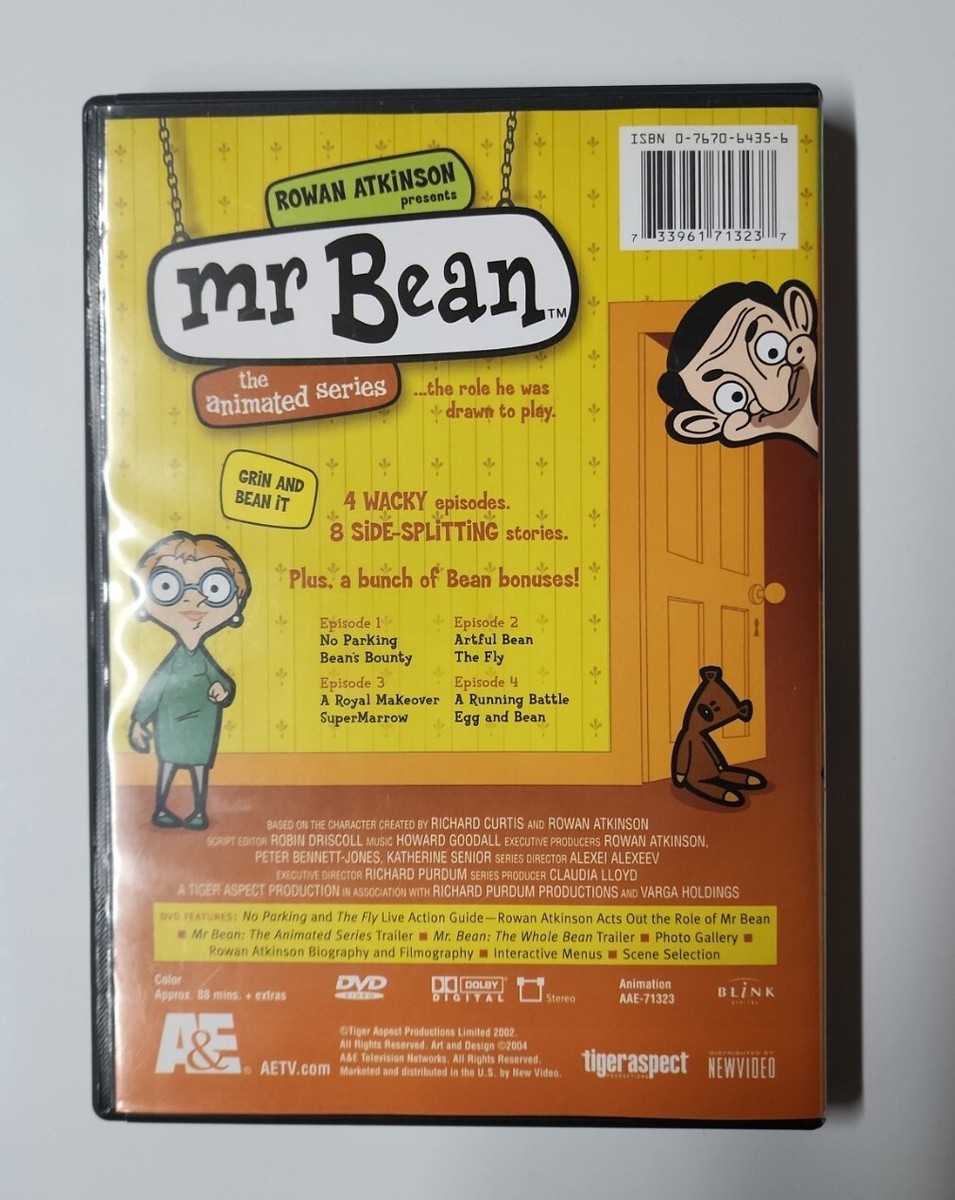 ISBN 0-7670-6435-6
7 33961 71323 7
ROWAN ATKINSON
presents
mr Bean™
the
animated series
...the role he was
drawn to play.
GRIN AND
BEAN IT
4 WACKY episodes.
8 SIDE-SPLITTING stories.
Plus, a bunch of Bean bonuses!
Episode 1
No Parking
Bean's Bounty
Episode 2
Artful Bean
The Fly
Episode 3
A Royal Makeover
SuperMarrow
Episode 4
A Running Battle
Egg and Bean
BASED ON THE CHARACTER CREATED BY RICHARD CURTIS AND ROWAN ATKINSON
SCRIPT EDITOR ROBIN DRISCOLL MUSIC HOWARD GOODALL EXECUTIVE PRODUCERS ROWAN ATKINSON,
PETER BENNETT-JONES, KATHERINE SENIOR SERIES DIRECTOR ALEXEI ALEXEEV
EXECUTIVE DIRECTOR RICHARD PURDUM SERIES PRODUCER CLAUDIA LLOYD
A TIGER ASPECT PRODUCTION IN ASSOCIATION WITH RICHARD PURDUM PRODUCTIONS AND VARGA HOLDINGS
DVD FEATURES: No Parking and The Fly Live Action Guide—Rowan Atkinson Acts Out the Role of Mr Bean
■ Mr Bean: The Animated Series Trailer ■ Mr. Bean: The Whole Bean Trailer ■ Photo Gallery ■
Rowan Atkinson Biography and Filmography ■ Interactive Menus ■ Scene Selection
Color
Approx. 88 mins. + extras
DVD
VIDEO
DOLBY
DIGITAL
Stereo
Animation
AAE-71323
BLINK
DIGITAL
A&E®
AETV.com
©Tiger Aspect Productions Limited 2002.
All Rights Reserved. Art and Design ©2004
A&E Television Networks. All Rights Reserved.
Marketed and distributed in the U.S. by New Video.
tigeraspect
PRODUCTIONS
DISTRIBUTED BY
NEWVIDEO